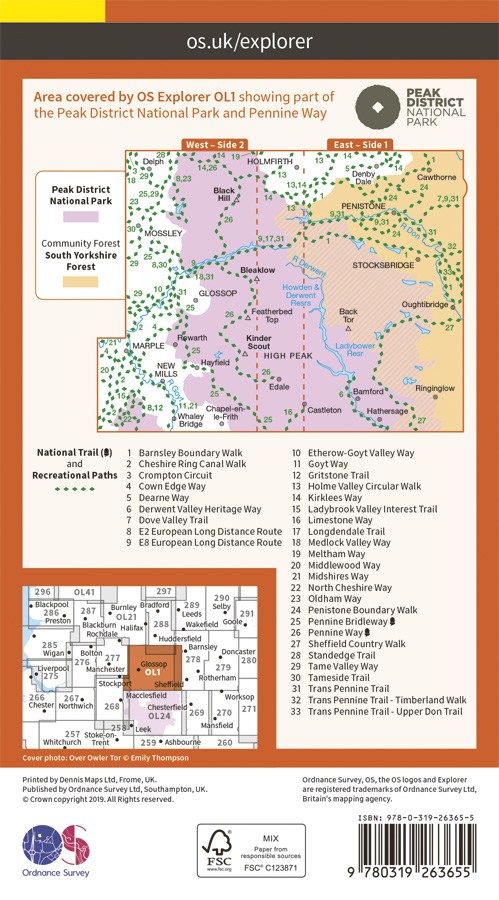 os.uk/explorer
Area covered by OS Explorer OL1 showing part of
the Peak District National Park and Pennine Way
PEAK
DISTRICT
NATIONAL
PARK
West – Side 2
East – Side 1
Peak District
National Park
Community Forest
South Yorkshire
Forest
Delph
HOLMFIRTH
Denby
Dale
Cawthorne
Black
Hill
PENISTONE
MOSSLEY
R Don
STOCKSBRIDGE
Bleaklow
R Derwent
GLOSSOP
Howden &
Derwent
Resrs
Oughtibridge
Featherbed
Top
Back
Tor
Rowarth
MARPLE
Kinder
Scout
HIGH PEAK
Ladybower
Resr
Hayfield
NEW
MILLS
R Goyt
Edale
Bamford
Ringinglow
Whaley
Bridge
Chapel-en-
le-Frith
Castleton
Hathersage
National Trail
and
Recreational Paths
1 Barnsley Boundary Walk
2 Cheshire Ring Canal Walk
3 Crompton Circuit
4 Cown Edge Way
5 Dearne Way
6 Derwent Valley Heritage Way
7 Dove Valley Trail
8 E2 European Long Distance Route
9 E8 European Long Distance Route
10 Etherow-Goyt Valley Way
11 Goyt Way
12 Gritstone Trail
13 Holme Valley Circular Walk
14 Kirklees Way
15 Ladybrook Valley Interest Trail
16 Limestone Way
17 Longdendale Trail
18 Medlock Valley Way
19 Meltham Way
20 Middlewood Way
21 Midshires Way
22 North Cheshire Way
23 Oldham Way
24 Penistone Boundary Walk
25 Pennine Bridleway
26 Pennine Way
27 Sheffield Country Walk
28 Standedge Trail
29 Tame Valley Way
30 Tameside Trail
31 Trans Pennine Trail
32 Trans Pennine Trail - Timberland Walk
33 Trans Pennine Trail - Upper Don Trail
296 OL41 297
Blackpool
286
Preston
287
Burnley
OL21
Bradford
288
289
Leeds
290
Selby
291
Blackburn
Rochdale
Halifax
Wakefield
Goole
Huddersfield
285
Wigan
276
Bolton
277
Manchester
Barnsley
278
279
Doncaster
280
Liverpool
275
Glossop
OL1
Sheffield
Rotherham
Stockport
266
Chester
267
Northwich
268
Macclesfield
Chesterfield
OL24
269
270
Worksop
271
Mansfield
257
Whitchurch
258
Stoke-on-
Trent
Leek
259
Ashbourne
260
Cover photo: Over Owler Tor © Emily Thompson
Printed by Dennis Maps Ltd, Frome, UK.
Published by Ordnance Survey Ltd, Southampton, UK.
© Crown copyright 2019. All Rights reserved.
Ordnance Survey, OS, the OS logos and Explorer
are registered trademarks of Ordnance Survey Ltd,
Britain's mapping agency.
OS
Ordnance Survey
FSC
www.fsc.org
MIX
Paper from
responsible sources
FSC® C123871
ISBN: 978-0-319-26365-5
9 780319 263655